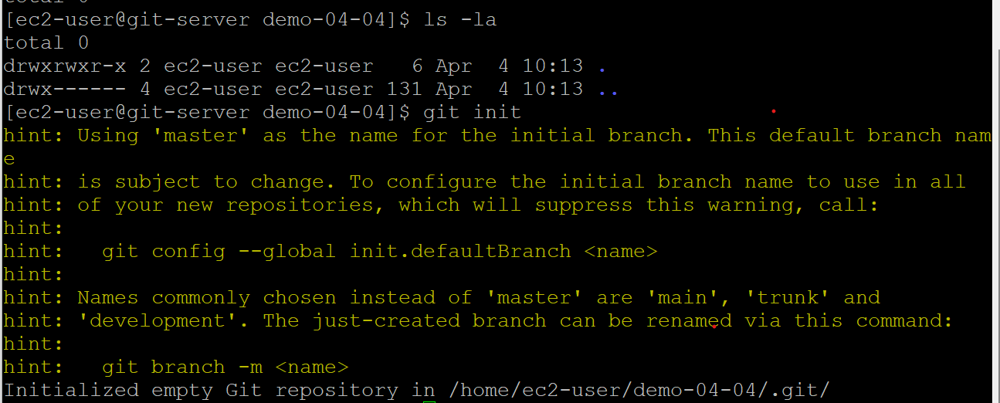 total 0
[ec2-user@git-server demo-04-04]$ ls -la
total 0
drwxrwxr-x 2 ec2-user ec2-user   6 Apr  4 10:13 .
drwx------ 4 ec2-user ec2-user 131 Apr  4 10:13 ..
[ec2-user@git-server demo-04-04]$ git init
hint: Using 'master' as the name for the initial branch. This default branch nam
e
hint: is subject to change. To configure the initial branch name to use in all
hint: of your new repositories, which will suppress this warning, call:
hint:
hint:   git config --global init.defaultBranch <name>
hint:
hint: Names commonly chosen instead of 'master' are 'main', 'trunk' and
hint: 'development'. The just-created branch can be renamed via this command:
hint:
hint:   git branch -m <name>
Initialized empty Git repository in /home/ec2-user/demo-04-04/.git/